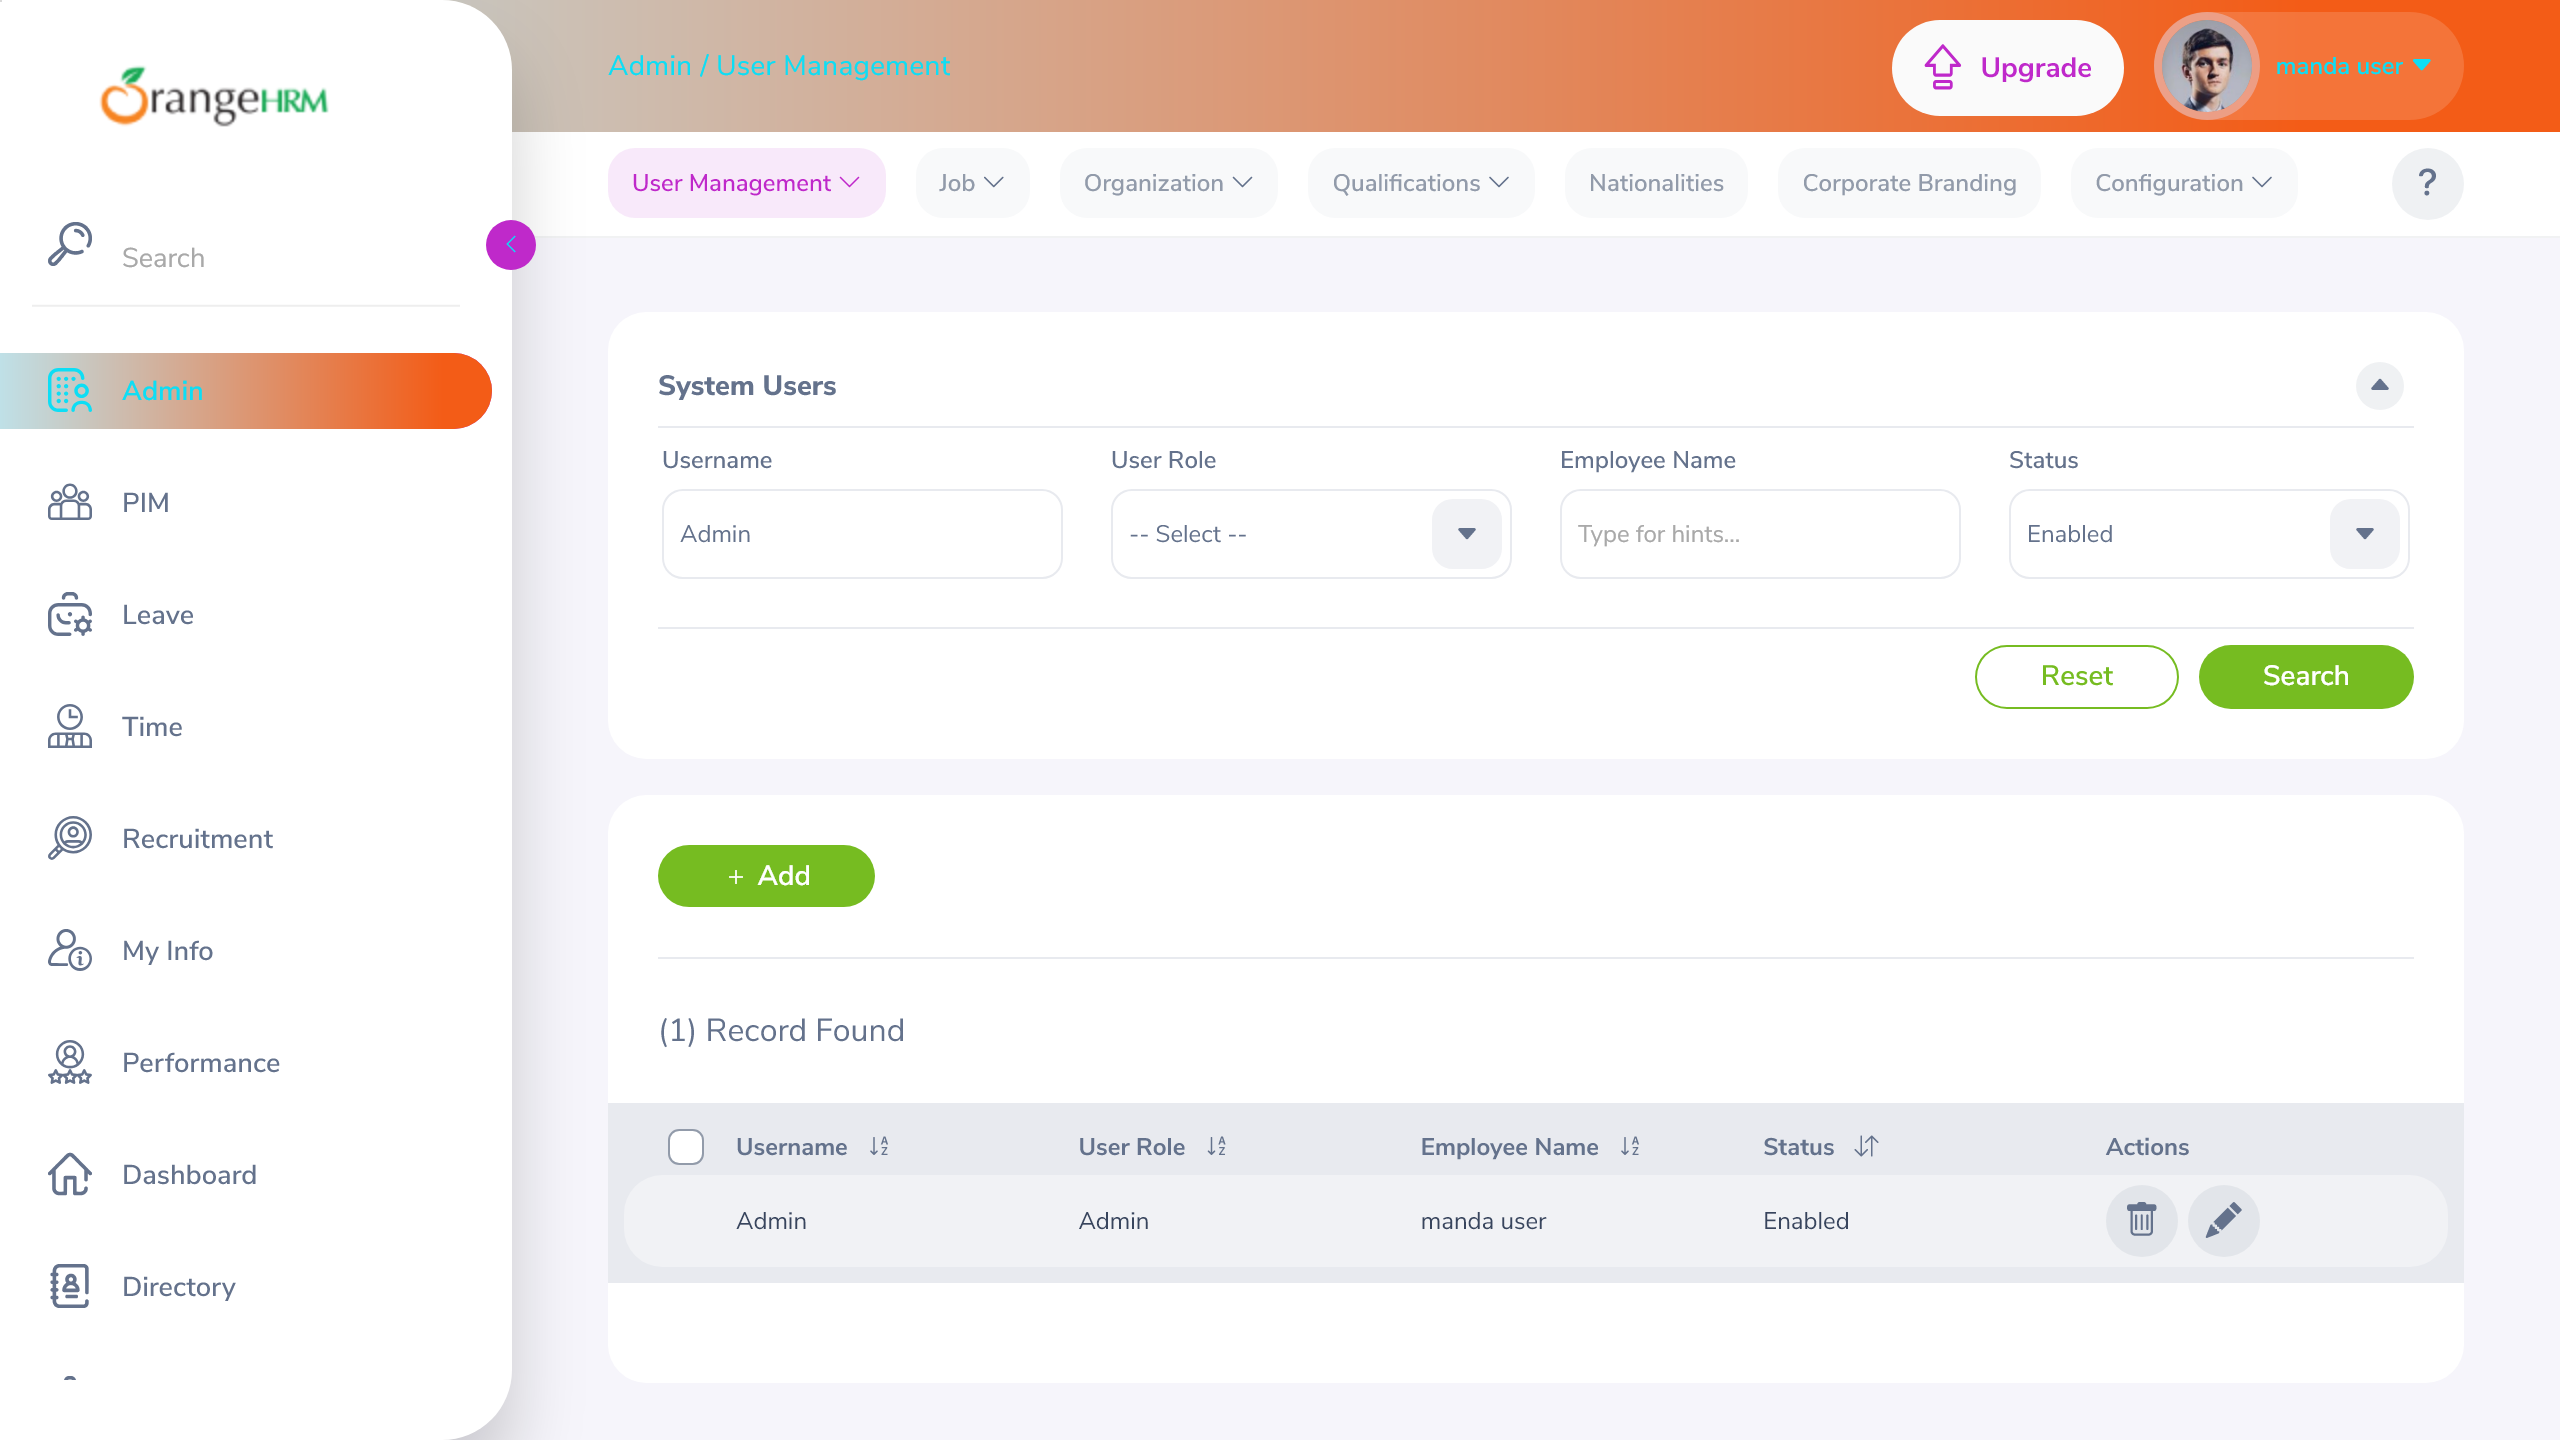 OrangeHRM
Search
Admin
PIM
Leave
Time
Recruitment
My Info
Performance
Dashboard
Directory
Admin / User Management
Upgrade
manda user
User Management
Job
Organization
Qualifications
Nationalities
Corporate Branding
Configuration
?
System Users
Username
User Role
Employee Name
Status
Admin
-- Select --
Type for hints...
Enabled
Reset
Search
+ Add
(1) Record Found
Username
User Role
Employee Name
Status
Actions
Admin
Admin
manda user
Enabled